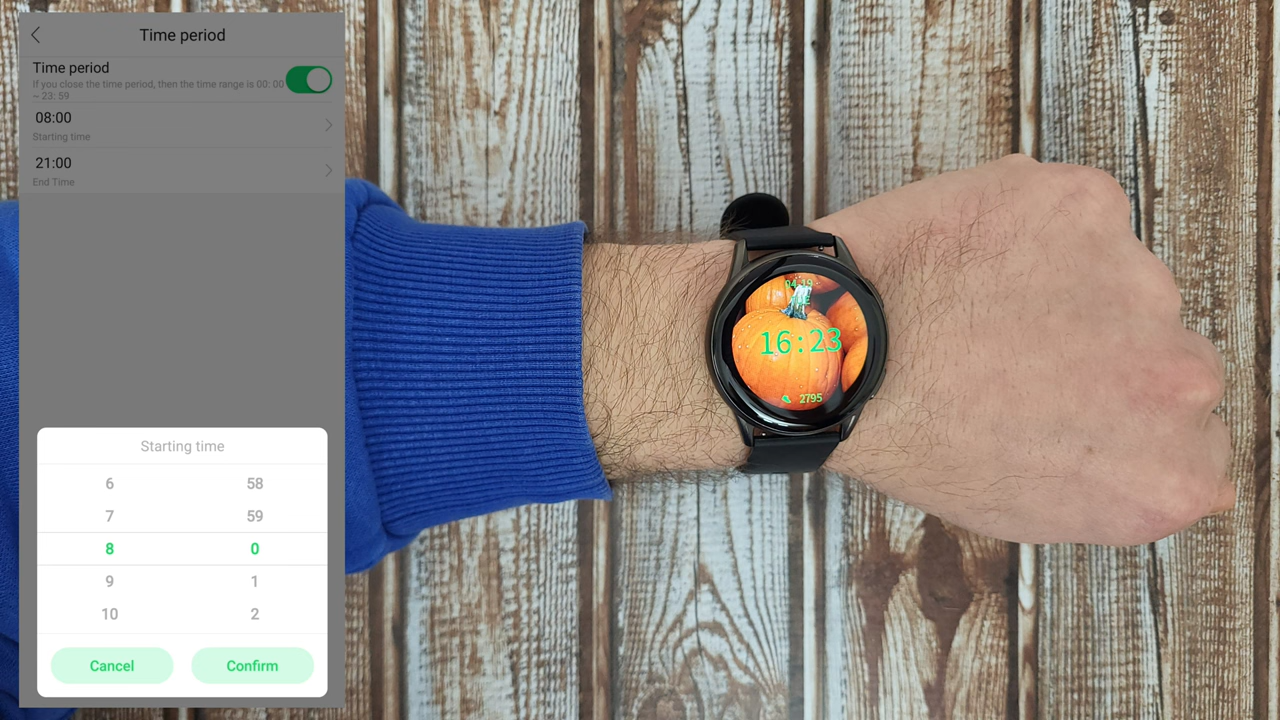 Time period
Time period
If you close the time period, then the time range is 00: 00
~ 23: 59
08:00
Starting time
21:00
End Time
Starting time
6 58
7 59
8 0
9 1
10 2
Cancel Confirm
04-19
16:23
2795